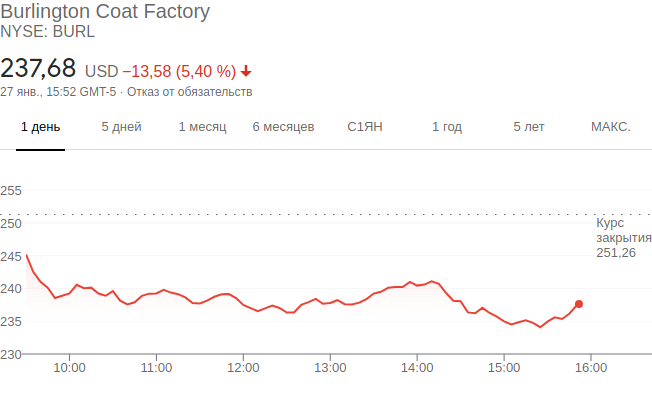 Burlington Coat Factory
NYSE: BURL
237,68 USD −13,58 (5,40 %)
27 янв., 15:52 GMT-5 · Отказ от обязательств
1 день 5 дней 1 месяц 6 месяцев С1ЯН 1 год 5 лет МАКС.
255
250
Курс
закрытия
251,26
245
240
235
230
10:00 11:00 12:00 13:00 14:00 15:00 16:00